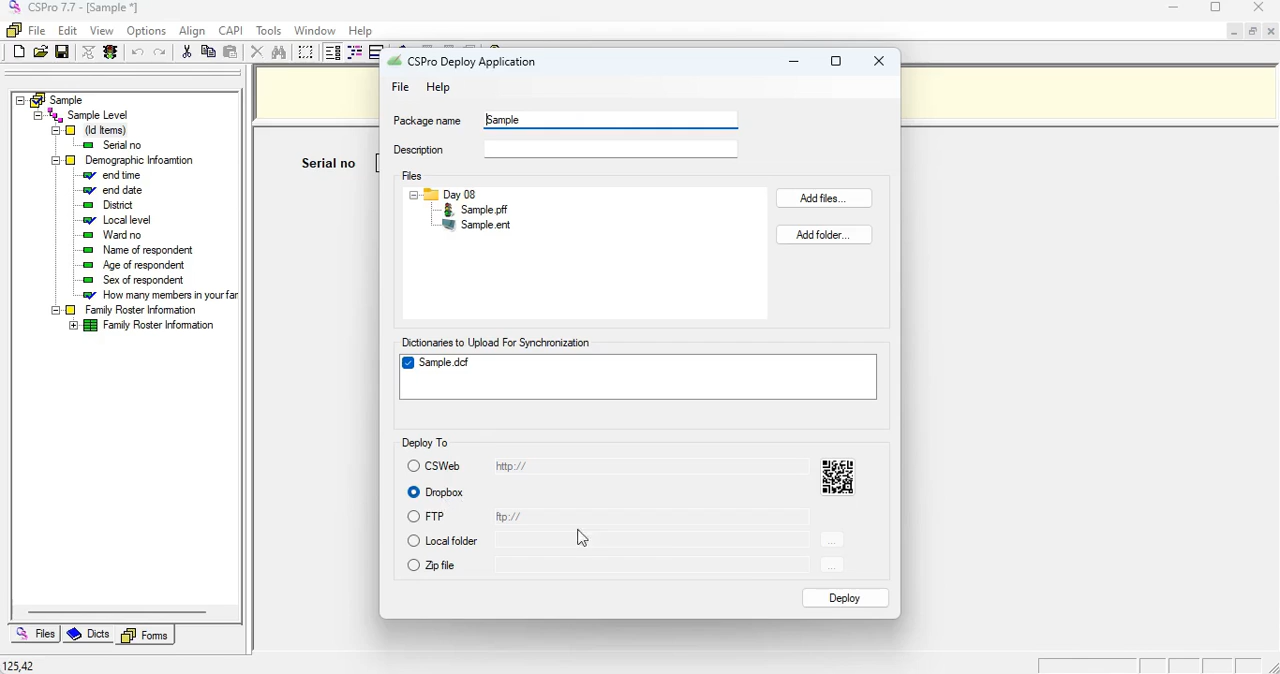 CSPro 7.7 - [Sample *]
File Edit View Options Align CAPI Tools Window Help
Sample
Sample Level
(Id Items)
Serial no
Demographic Infoamtion
end time
end date
District
Local level
Ward no
Name of respondent
Age of respondent
Sex of respondent
How many members in your far
Family Roster Information
Family Roster Information
Files Dicts Forms
125,42
Serial no
CSPro Deploy Application
File Help
Package name Sample
Description
Files
Day 08
Sample.pff
Sample.ent
Add files...
Add folder...
Dictionaries to Upload For Synchronization
Sample.dcf
Deploy To
CSWeb http://
Dropbox
FTP ftp://
Local folder ...
Zip file ...
Deploy